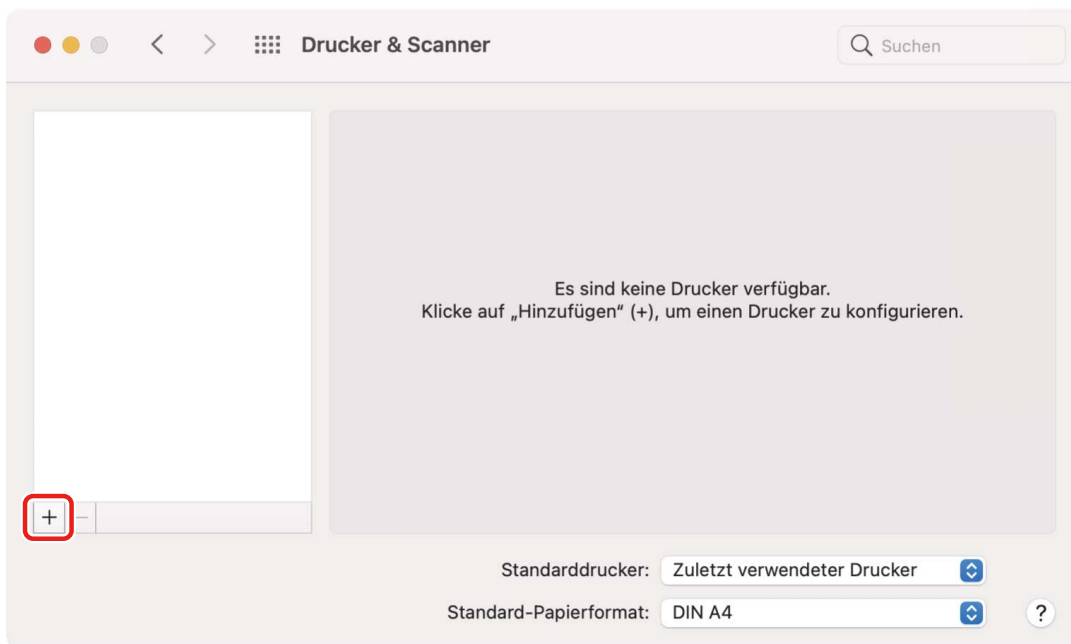 Drucker & Scanner
Suchen
Es sind keine Drucker verfügbar.
Klicke auf „Hinzufügen“ (+), um einen Drucker zu konfigurieren.
+ −
Standarddrucker: Zuletzt verwendeter Drucker
Standard-Papierformat: DIN A4
?